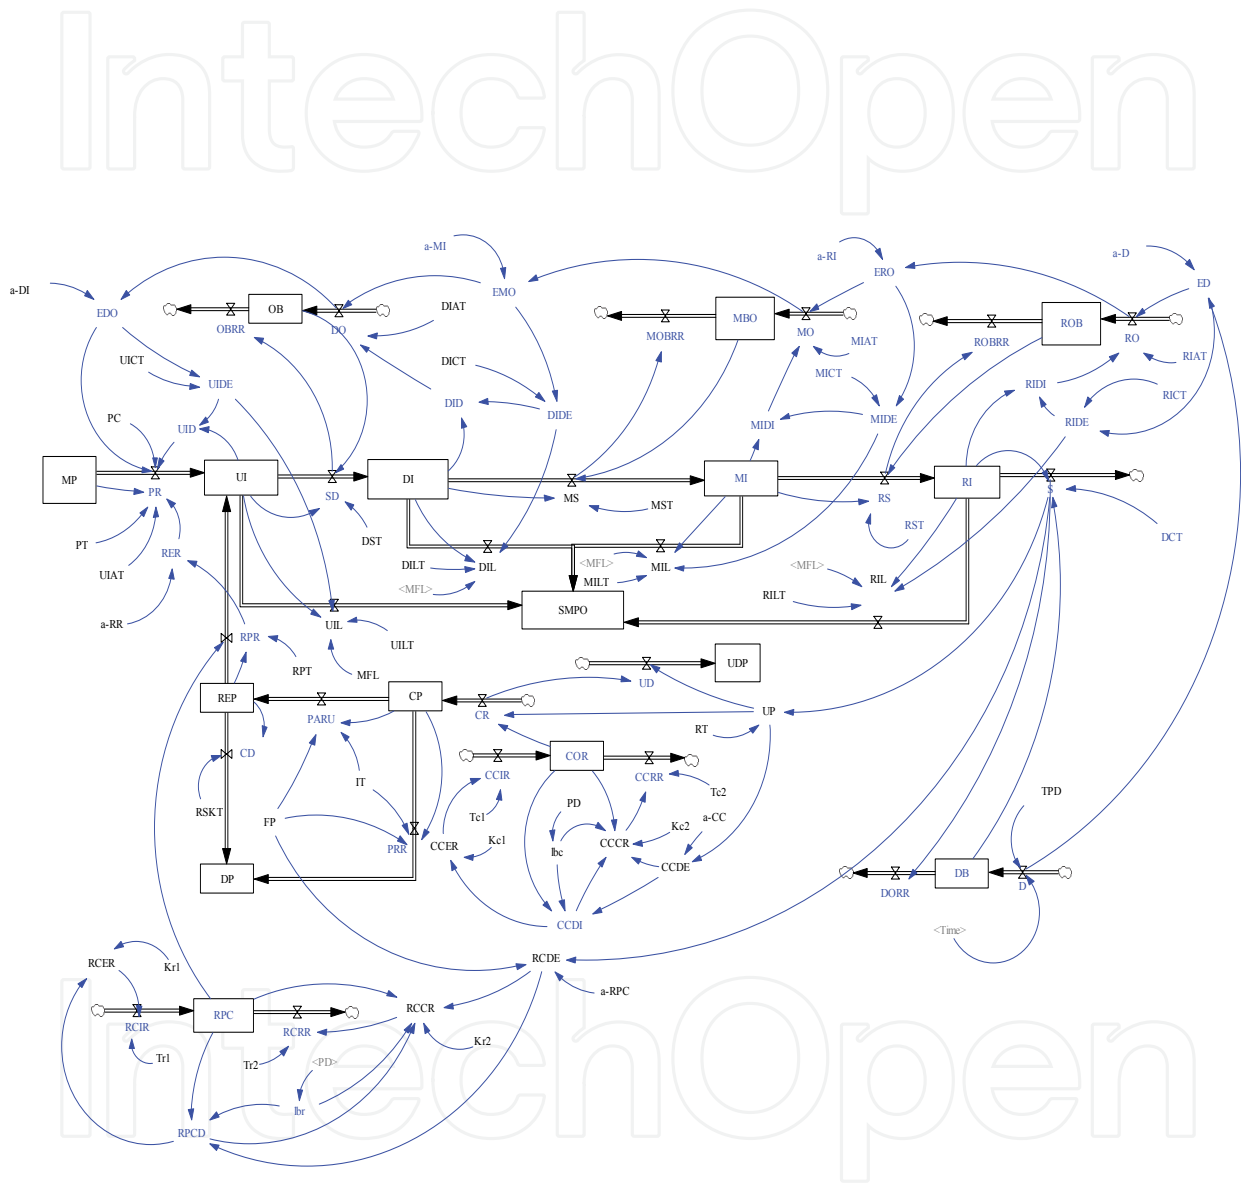 IntechOpen
a-MI
a-RI
a-D
ERO
ED
a-DI
EMO
EDO
OB
DIAT
MBO
ROB
OBRR
DO
MOBRR
MO
ROBRR
RO
MIAT
RIAT
UICT
DICT
MICT
UIDE
RIDI
RICT
DID
DIDE
MIDI
MIDE
RIDE
PC
UID
MP
UI
DI
MI
RI
PR
SD
MS
RS
S
MST
RST
PT
DST
DCT
RER
UIAT
DILT
DIL
<MFL>
MIL
<MFL>
RIL
<MFL>
MILT
RILT
SMPO
a-RR
UIL
RPR
UILT
RPT
MFL
UDP
UD
REP
CP
PARU
CR
UP
RT
CD
COR
CCIR
CCRR
IT
Tc2
TPD
RSKT
FP
Tc1
PD
a-CC
Kc1
Kc2
PRR
CCER
Ibc
CCCR
CCDE
DP
DB
D
DORR
CCDI
<Time>
RCER
Kr1
RCDE
a-RPC
RPC
RCCR
RCIR
RCRR
Kr2
Tr1
Tr2
<PD>
Ibr
RPCD
IntechOpen